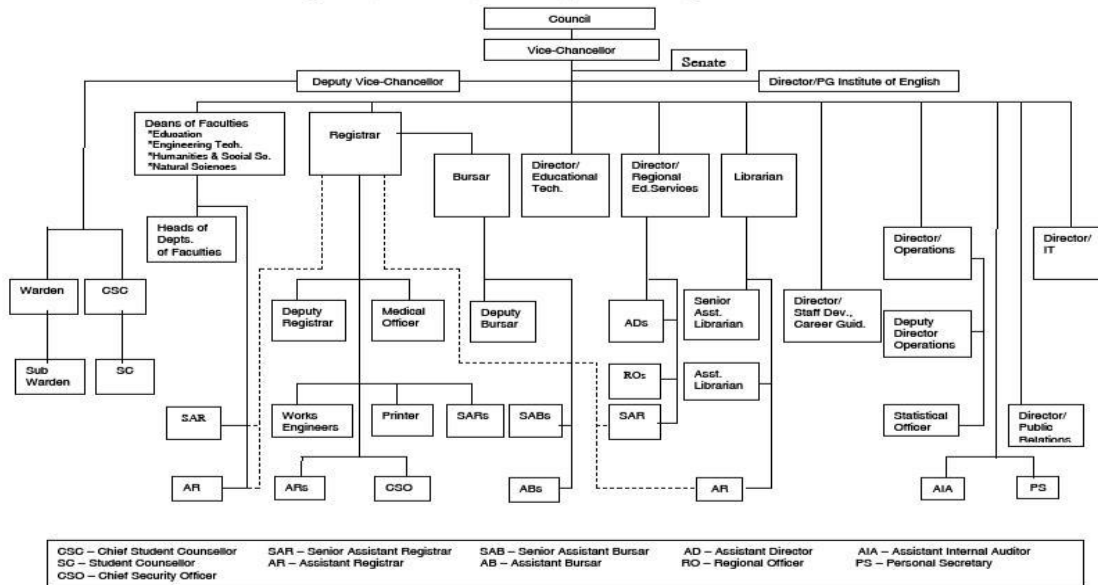 Council
Vice-Chancellor
Senate
Deputy Vice-Chancellor
Director/PG Institute of English
Deans of Faculties
*Education
*Engineering Tech.
*Humanities & Social Sc.
*Natural Sciences
Registrar
Bursar
Director/
Educational
Tech.
Director/
Regional
Ed.Services
Librarian
Heads of
Depts.
of Faculties
Director/
Operations
Director/
IT
Warden
CSC
Deputy
Registrar
Medical
Officer
Deputy
Bursar
ADs
Senior
Asst.
Librarian
Director/
Staff Dev.,
Career Guid.
Deputy
Director
Operations
Sub
Warden
SC
ROs
Asst.
Librarian
SAR
Works
Engineers
Printer
SARs
SABs
SAR
Statistical
Officer
Director/
Public
Relations
AR
ARs
CSO
ABs
AR
AIA
PS
CSC – Chief Student Counsellor
SC – Student Counsellor
CSO – Chief Security Officer
SAR – Senior Assistant Registrar
AR – Assistant Registrar
SAB – Senior Assistant Bursar
AB – Assistant Bursar
AD – Assistant Director
RO – Regional Officer
AIA – Assistant Internal Auditor
PS – Personal Secretary